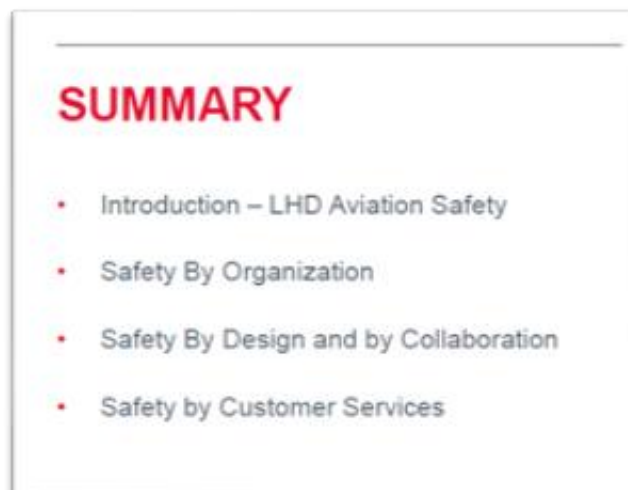 SUMMARY
• Introduction – LHD Aviation Safety
• Safety By Organization
• Safety By Design and by Collaboration
• Safety by Customer Services